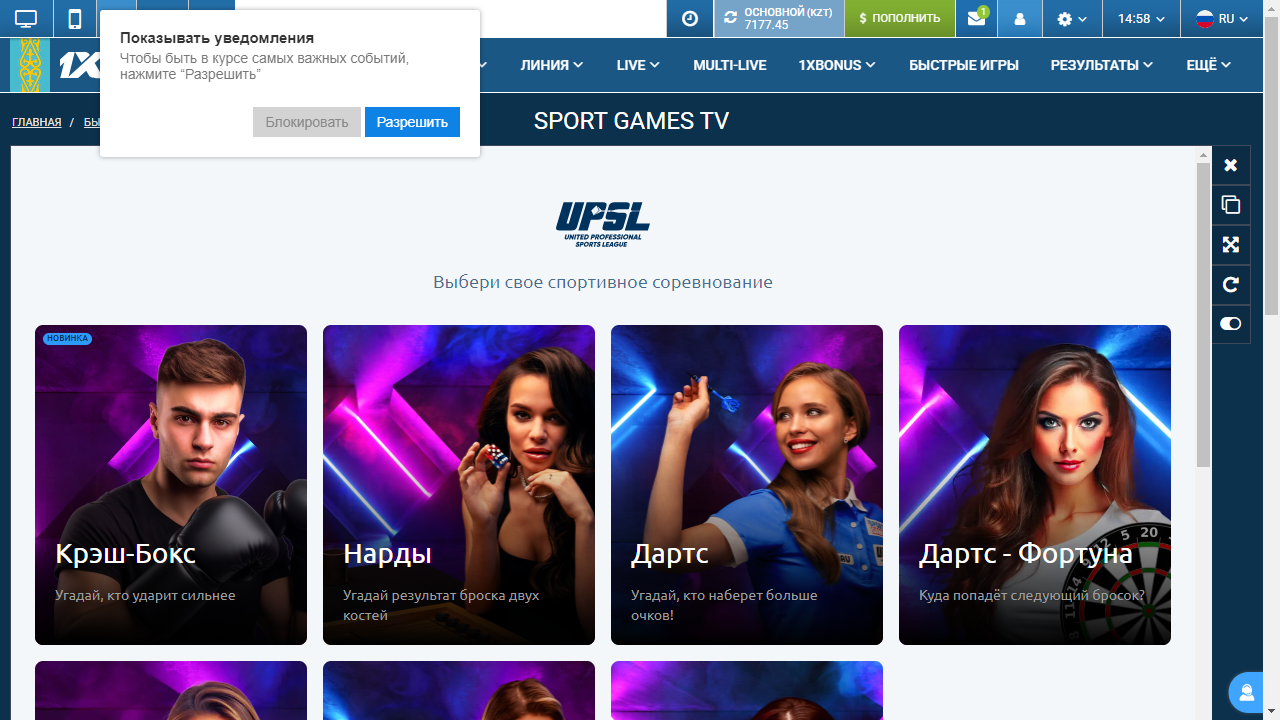 ОСНОВНОЙ (KZT)
7177.45
$ ПОПОЛНИТЬ
1
14:58
RU
Показывать уведомления
Чтобы быть в курсе самых важных событий,
нажмите “Разрешить”
Блокировать
Разрешить
1X
ЛИНИЯ
LIVE
MULTI-LIVE
1XBONUS
БЫСТРЫЕ ИГРЫ
РЕЗУЛЬТАТЫ
ЕЩЁ
ГЛАВНАЯ / БЫ
SPORT GAMES TV
UPSL
UNITED PROFESSIONAL
SPORTS LEAGUE
Выбери свое спортивное соревнование
НОВИНКА
Крэш-Бокс
Угадай, кто ударит сильнее
Нарды
Угадай результат броска двух
костей
Дартс
Угадай, кто наберет больше
очков!
Дартс - Фортуна
Куда попадёт следующий бросок?